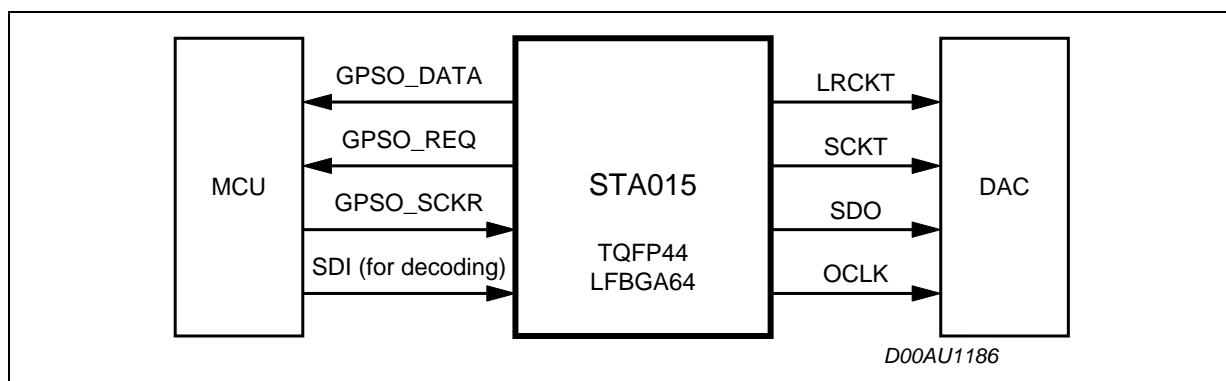 GPSO_DATA
GPSO_REQ
GPSO_SCKR
SDI (for decoding)
MCU
STA015
TQFP44
LFBGA64
LRCKT
SCKT
SDO
OCLK
DAC
D00AU1186